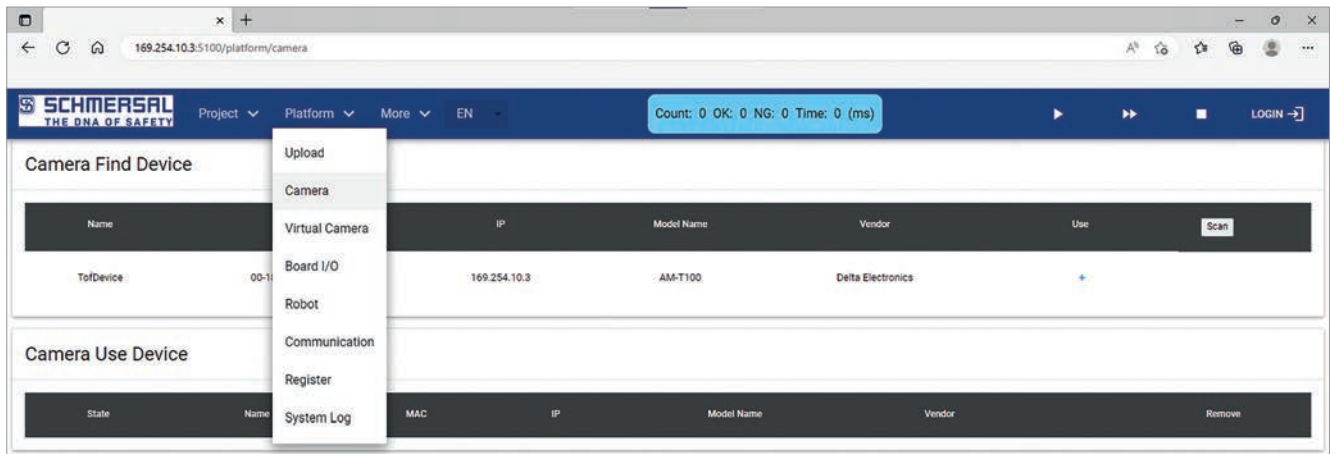 169.254.10.3:5100/platform/camera
SCHMERSAL
THE DNA OF SAFETY
Project Platform More EN Count: 0 OK: 0 NG: 0 Time: 0 (ms) LOGIN
Upload
Camera
Virtual Camera
Board I/O
Robot
Communication
Register
System Log
Camera Find Device
Name IP Model Name Vendor Use Scan
TofDevice 169.254.10.3 AM-T100 Delta Electronics +
Camera Use Device
State Name MAC IP Model Name Vendor Remove